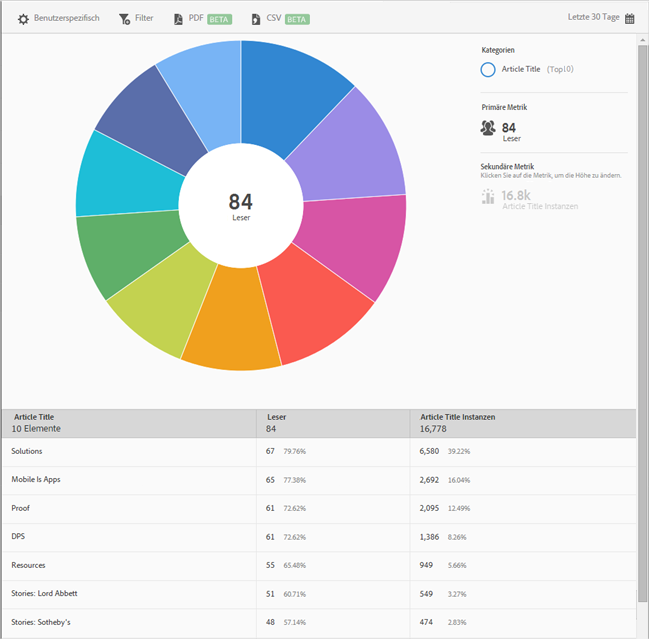 Benutzerspezifisch Filter PDF BETA CSV BETA Letzte 30 Tage
Kategorien
Article Title (Top10)
Primäre Metrik
84
Leser
Sekundäre Metrik
Klicken Sie auf die Metrik, um die Höhe zu ändern.
16.8k
Article Title Instanzen
84
Leser
Article Title Leser Article Title Instanzen
10 Elemente 84 16,778
Solutions 67 79.76% 6,580 39.22%
Mobile Is Apps 65 77.38% 2,692 16.04%
Proof 61 72.62% 2,095 12.49%
DPS 61 72.62% 1,386 8.26%
Resources 55 65.48% 949 5.66%
Stories: Lord Abbett 51 60.71% 549 3.27%
Stories: Sotheby's 48 57.14% 474 2.83%